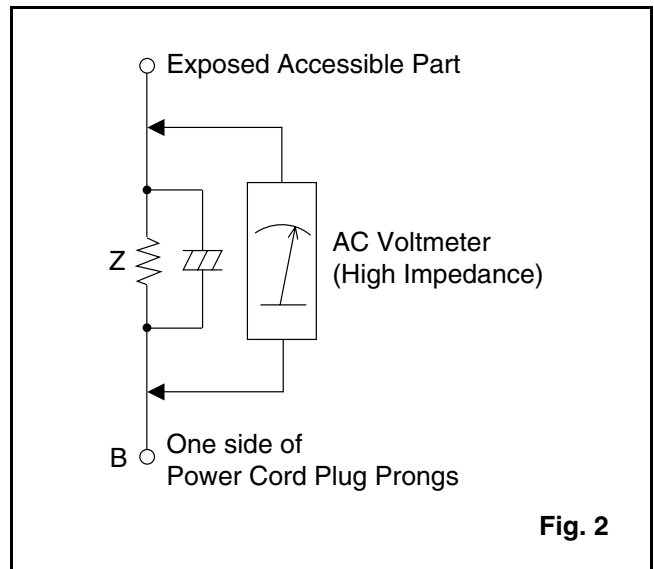 Exposed Accessible Part
Z
AC Voltmeter
(High Impedance)
B
One side of
Power Cord Plug Prongs
Fig. 2